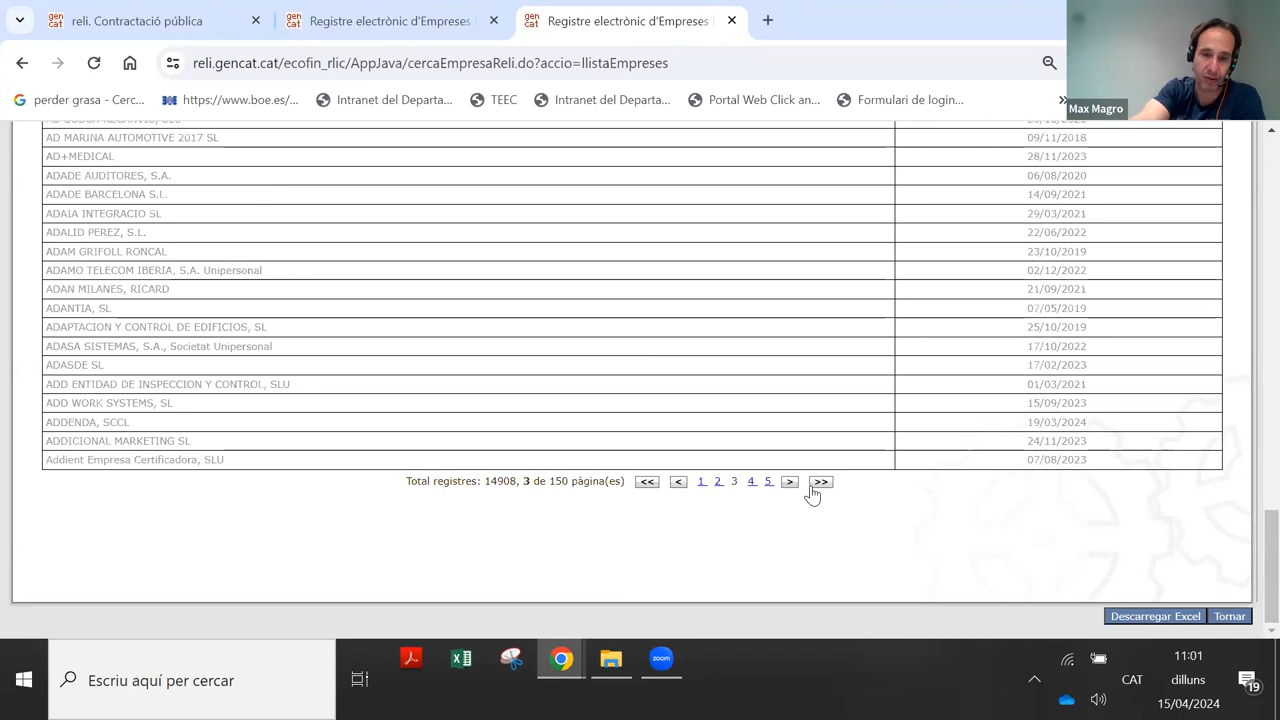 reli. Contractació pública
gen cat
Registre electrònic d'Empreses
gen cat
Registre electrònic d'Empreses
reli.gencat.cat/ecofin_rlic/AppJava/cercaEmpresaReli.do?accio=llistaEmpreses
perder grasa - Cerc...
https://www.boe.es/...
Intranet del Departa...
TEEC
Intranet del Departa...
Portal Web Click an...
Formulari de login...
Max Magro
AD MARINA AUTOMOTIVE 2017 SL 09/11/2018
AD+MEDICAL 28/11/2023
ADADE AUDITORES, S.A. 06/08/2020
ADADE BARCELONA S.L. 14/09/2021
ADAIA INTEGRACIO SL 29/03/2021
ADALID PEREZ, S.L. 22/06/2022
ADAM GRIFOLL RONCAL 23/10/2019
ADAMO TELECOM IBERIA, S.A. Unipersonal 02/12/2022
ADAN MILANES, RICARD 21/09/2021
ADANTIA, SL 07/05/2019
ADAPTACION Y CONTROL DE EDIFICIOS, SL 25/10/2019
ADASA SISTEMAS, S.A., Societat Unipersonal 17/10/2022
ADASDE SL 17/02/2023
ADD ENTIDAD DE INSPECCION Y CONTROL, SLU 01/03/2021
ADD WORK SYSTEMS, SL 15/09/2023
ADDENDA, SCCL 19/03/2024
ADDICIONAL MARKETING SL 24/11/2023
Addient Empresa Certificadora, SLU 07/08/2023
Total registres: 14908, 3 de 150 pàgina(es) << < 1 2 3 4 5 > >>
Descarregar Excel Tornar
Escriu aquí per cercar
zoom
CAT
11:01
dilluns
15/04/2024
19